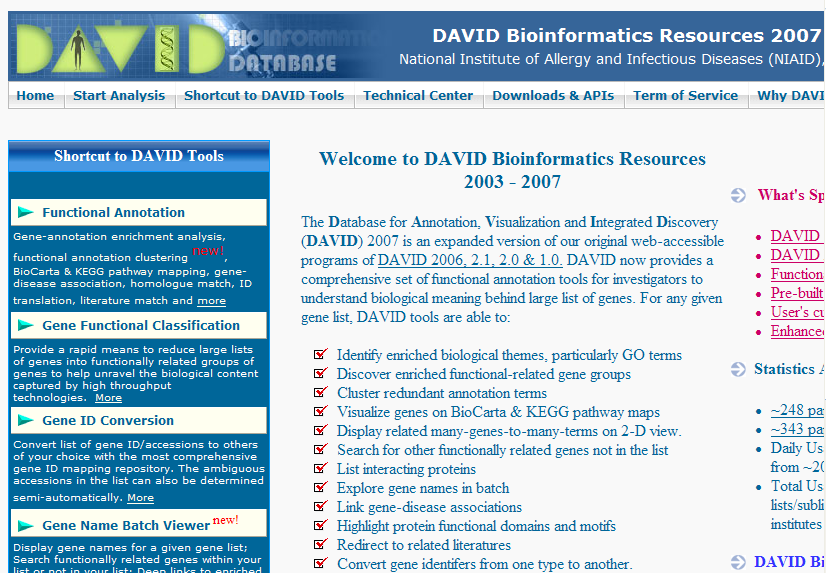 DAVID
BIOINFORMATI
DATABASE
DAVID Bioinformatics Resources 2007
National Institute of Allergy and Infectious Diseases (NIAID),
Home
Start Analysis
Shortcut to DAVID Tools
Technical Center
Downloads & APIs
Term of Service
Why DAVI
Shortcut to DAVID Tools
Functional Annotation
Gene-annotation enrichment analysis,
functional annotation clustering new!,
BioCarta & KEGG pathway mapping, gene-
disease association, homologue match, ID
translation, literature match and more
Gene Functional Classification
Provide a rapid means to reduce large lists
of genes into functionally related groups of
genes to help unravel the biological content
captured by high throughput
technologies. More
Gene ID Conversion
Convert list of gene ID/accessions to others
of your choice with the most comprehensive
gene ID mapping repository. The ambiguous
accessions in the list can also be determined
semi-automatically. More
Gene Name Batch Viewer new!
Display gene names for a given gene list;
Search functionally related genes within your
list or not in your list; Deep links to enriched
Welcome to DAVID Bioinformatics Resources
2003 - 2007
The Database for Annotation, Visualization and Integrated Discovery
(DAVID) 2007 is an expanded version of our original web-accessible
programs of DAVID 2006, 2.1, 2.0 & 1.0. DAVID now provides a
comprehensive set of functional annotation tools for investigators to
understand biological meaning behind large list of genes. For any given
gene list, DAVID tools are able to:
Identify enriched biological themes, particularly GO terms
Discover enriched functional-related gene groups
Cluster redundant annotation terms
Visualize genes on BioCarta & KEGG pathway maps
Display related many-genes-to-many-terms on 2-D view.
Search for other functionally related genes not in the list
List interacting proteins
Explore gene names in batch
Link gene-disease associations
Highlight protein functional domains and motifs
Redirect to related literatures
Convert gene identifers from one type to another.
What's Sp
DAVID
DAVID
Function
Pre-built
User's cu
Enhanced
Statistics A
~248 pa
~343 pa
Daily Us
from ~20
Total Us
lists/subli
institutes
DAVID Bi